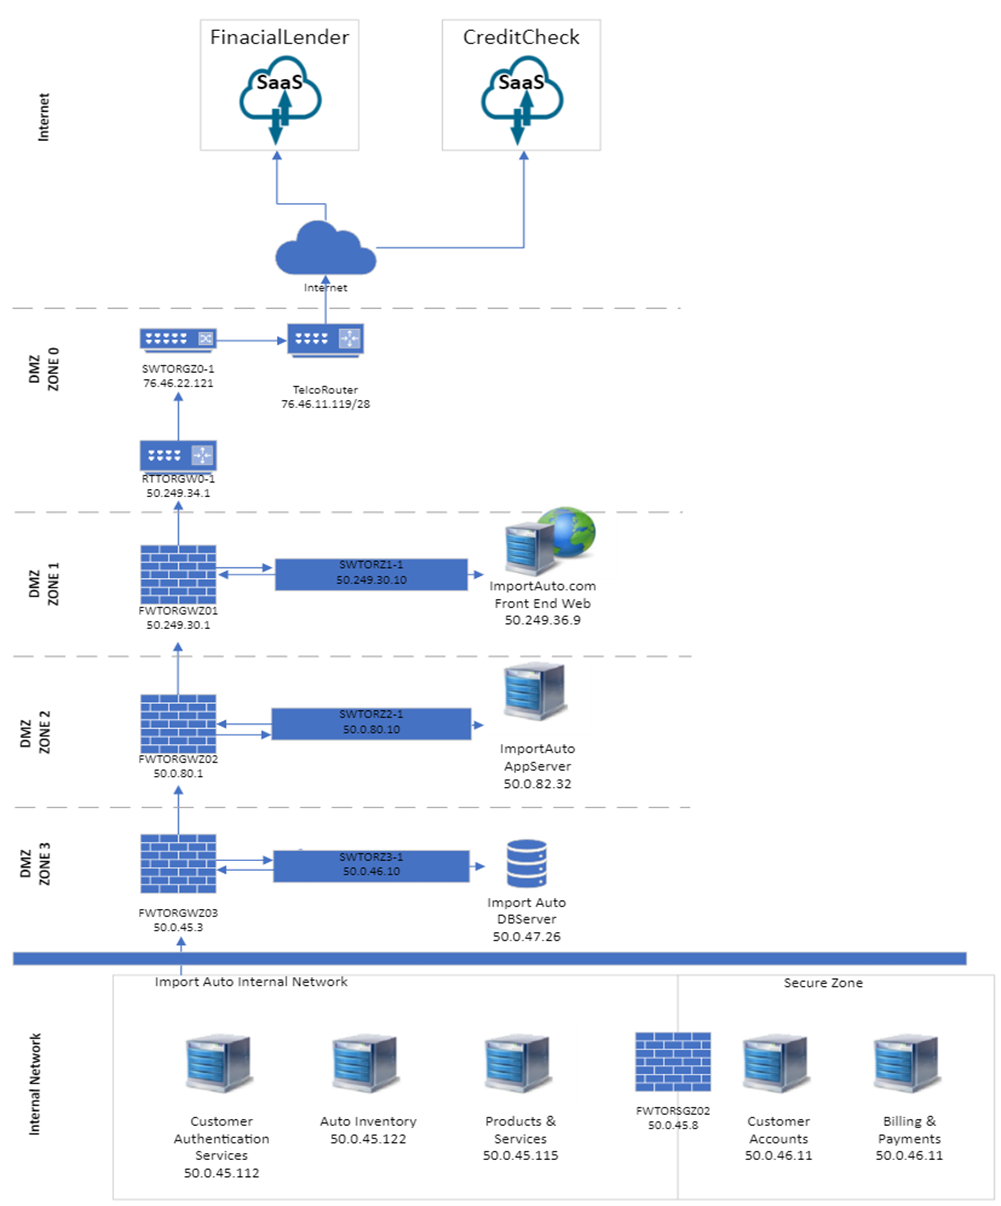 FinacialLender
SaaS
CreditCheck
SaaS
Internet
Internet
DMZ
ZONE 0
SWTORGZ0-1
76.46.22.121
TelcoRouter
76.46.11.119/28
RTTORGW0-1
50.249.34.1
DMZ
ZONE 1
FWTORGWZ01
50.249.30.1
SWTORZ1-1
50.249.30.10
ImportAuto.com
Front End Web
50.249.36.9
DMZ
ZONE 2
FWTORGWZ02
50.0.80.1
SWTORZ2-1
50.0.80.10
ImportAuto
AppServer
50.0.82.32
DMZ
ZONE 3
FWTORGWZ03
50.0.45.3
SWTORZ3-1
50.0.46.10
Import Auto
DBServer
50.0.47.26
Internal Network
Import Auto Internal Network
Secure Zone
Customer
Authentication
Services
50.0.45.112
Auto Inventory
50.0.45.122
Products &
Services
50.0.45.115
FWTORSGZ02
50.0.45.8
Customer
Accounts
50.0.46.11
Billing &
Payments
50.0.46.11